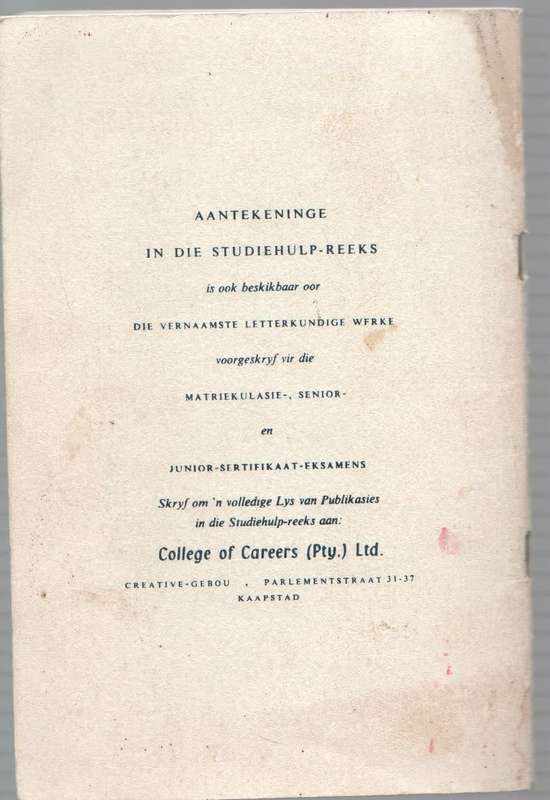 AANTEKENINGE
IN DIE STUDIEHULP-REEKS
is ook beskikbaar oor
DIE VERNAAMSTE LETTERKUNDIGE WERKE
voorgeskryf vir die
MATRIEKULASIE-, SENIOR-
en
JUNIOR-SERTIFIKAAT-EKSAMENS
Skryf om 'n volledige Lys van Publikasies
in die Studiehulp-reeks aan:
College of Careers (Pty.) Ltd.
CREATIVE-GEBOU , PARLEMENTSTRAAT 31-37
KAAPSTAD